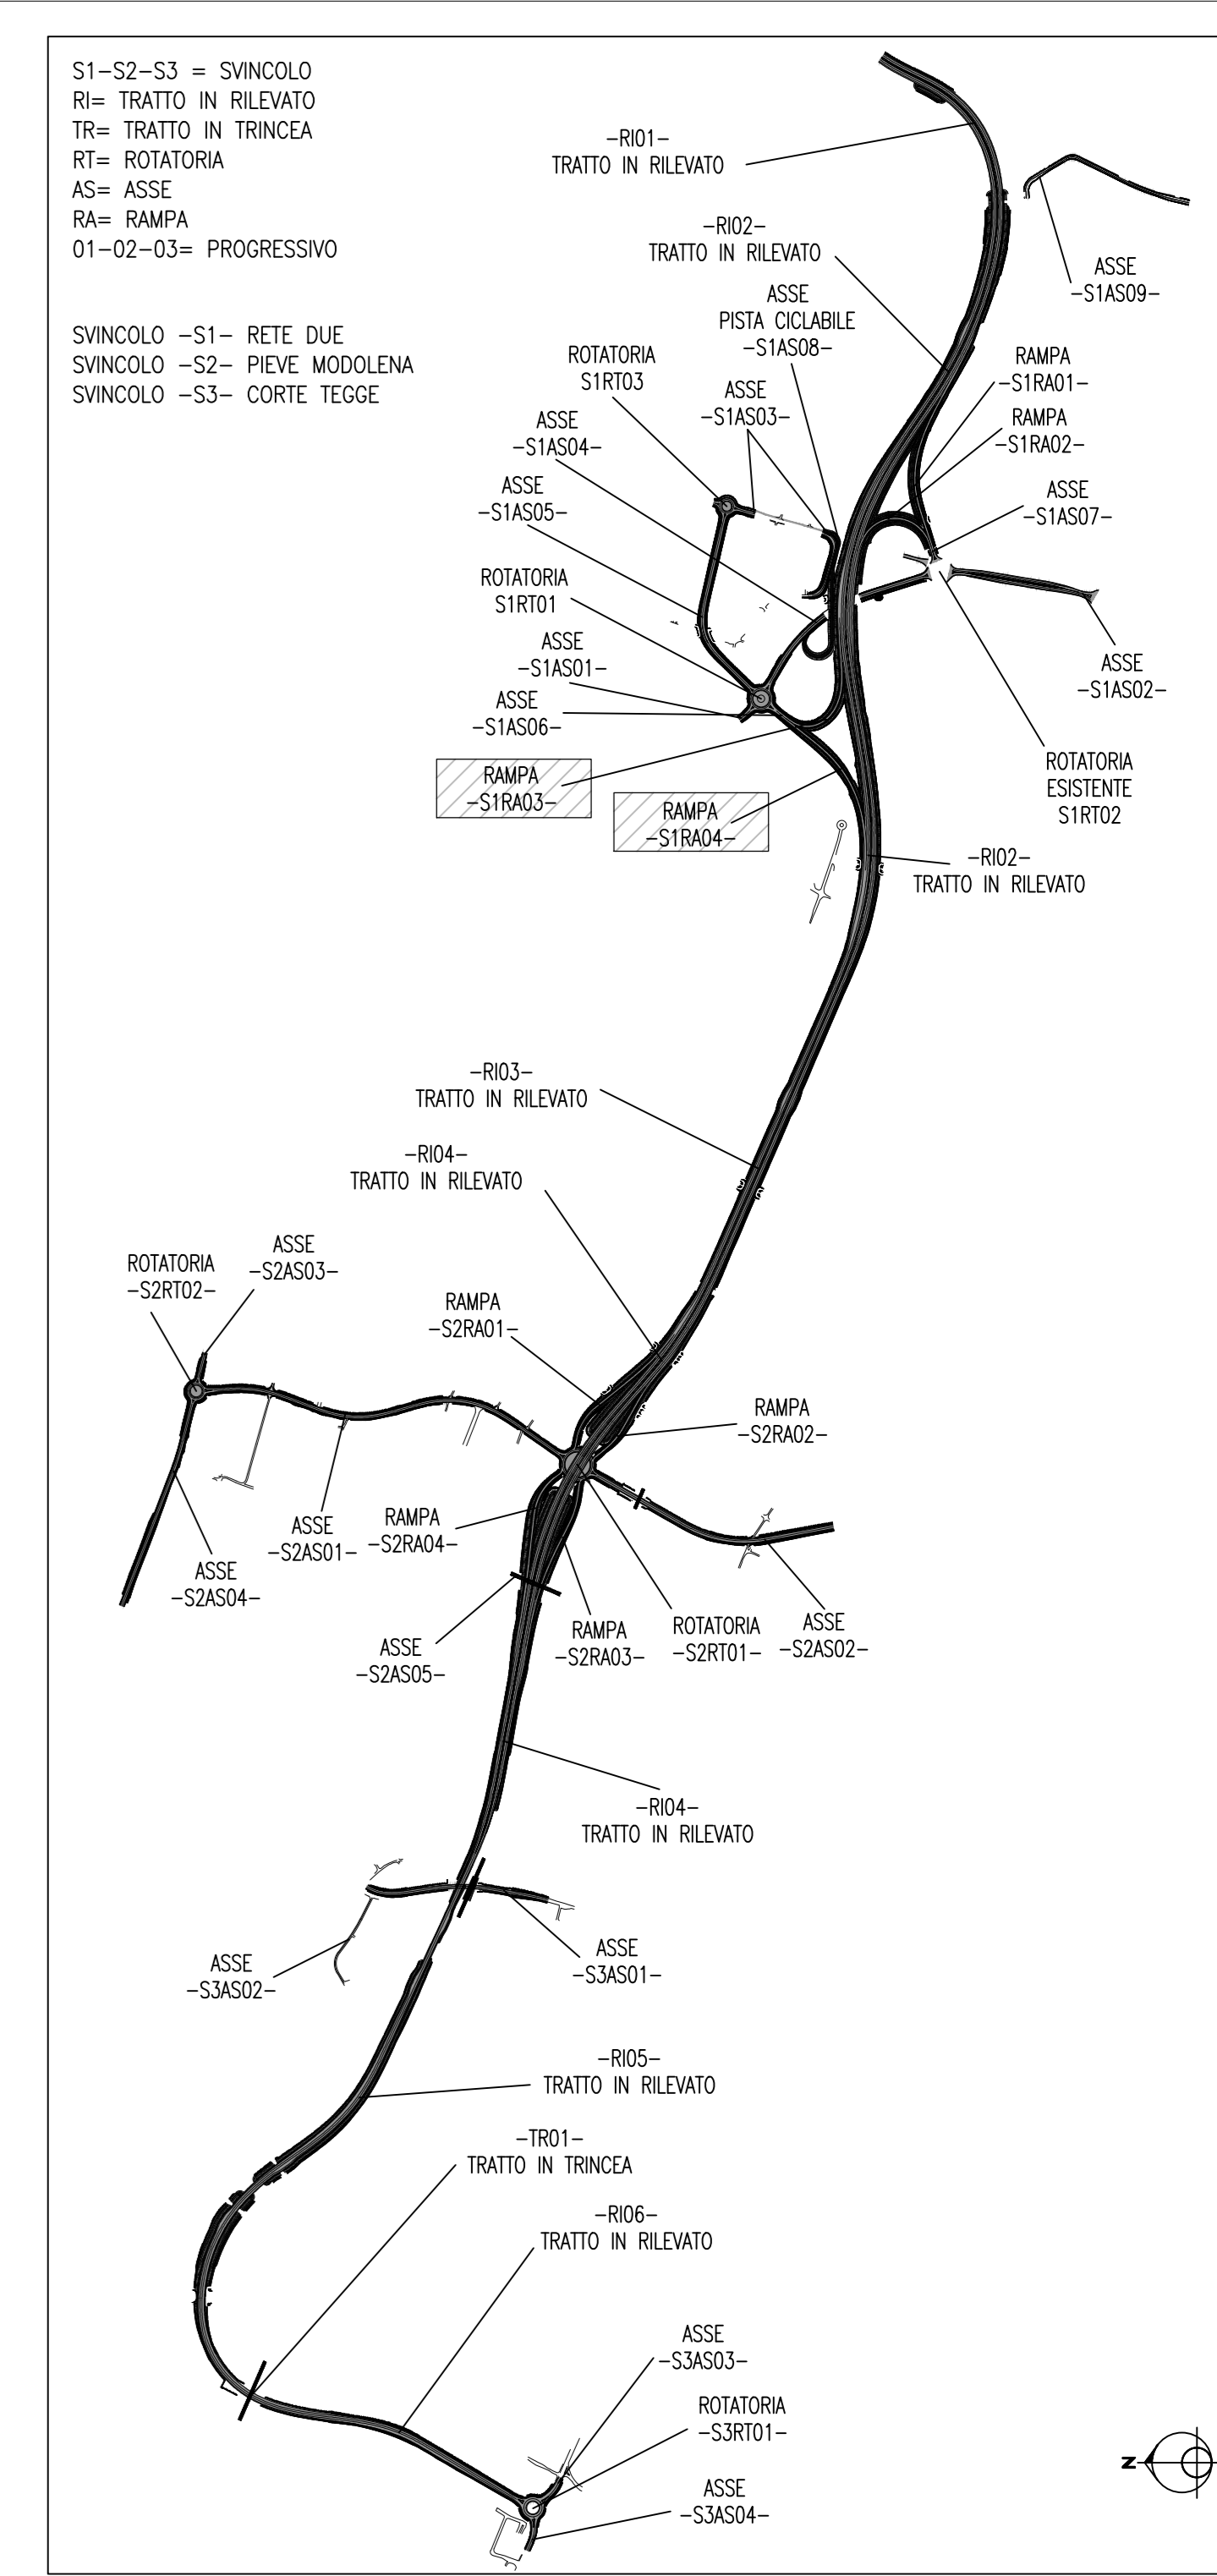 S1-S2-S3 = SVINCOLO
RI= TRATTO IN RILEVATO
TR= TRATTO IN TRINCEA
RT= ROTATORIA
AS= ASSE
RA= RAMPA
01-02-03= PROGRESSIVO
SVINCOLO -S1- RETE DUE
SVINCOLO -S2- PIEVE MODOLENA
SVINCOLO -S3- CORTE TEGGE
-RI01-
TRATTO IN RILEVATO
-RI02-
TRATTO IN RILEVATO
ASSE
-S1AS09-
ASSE
PISTA CICLABILE
-S1AS08-
ROTATORIA
S1RT03
RAMPA
-S1RA01-
ASSE
-S1AS03-
RAMPA
-S1RA02-
ASSE
-S1AS04-
ASSE
-S1AS05-
ASSE
-S1AS07-
ROTATORIA
S1RT01
ASSE
-S1AS01-
ASSE
-S1AS02-
ASSE
-S1AS06-
RAMPA
-S1RA03-
ROTATORIA
ESISTENTE
S1RT02
RAMPA
-S1RA04-
-RI02-
TRATTO IN RILEVATO
-RI03-
TRATTO IN RILEVATO
-RI04-
TRATTO IN RILEVATO
ASSE
-S2AS03-
ROTATORIA
-S2RT02-
RAMPA
-S2RA01-
RAMPA
-S2RA02-
ASSE
-S2AS01-
RAMPA
-S2RA04-
ASSE
-S2AS04-
ASSE
-S2AS05-
RAMPA
-S2RA03-
ROTATORIA
-S2RT01-
ASSE
-S2AS02-
-RI04-
TRATTO IN RILEVATO
ASSE
-S3AS02-
ASSE
-S3AS01-
-RI05-
TRATTO IN RILEVATO
-TR01-
TRATTO IN TRINCEA
-RI06-
TRATTO IN RILEVATO
ASSE
-S3AS03-
ROTATORIA
-S3RT01-
ASSE
-S3AS04-
N